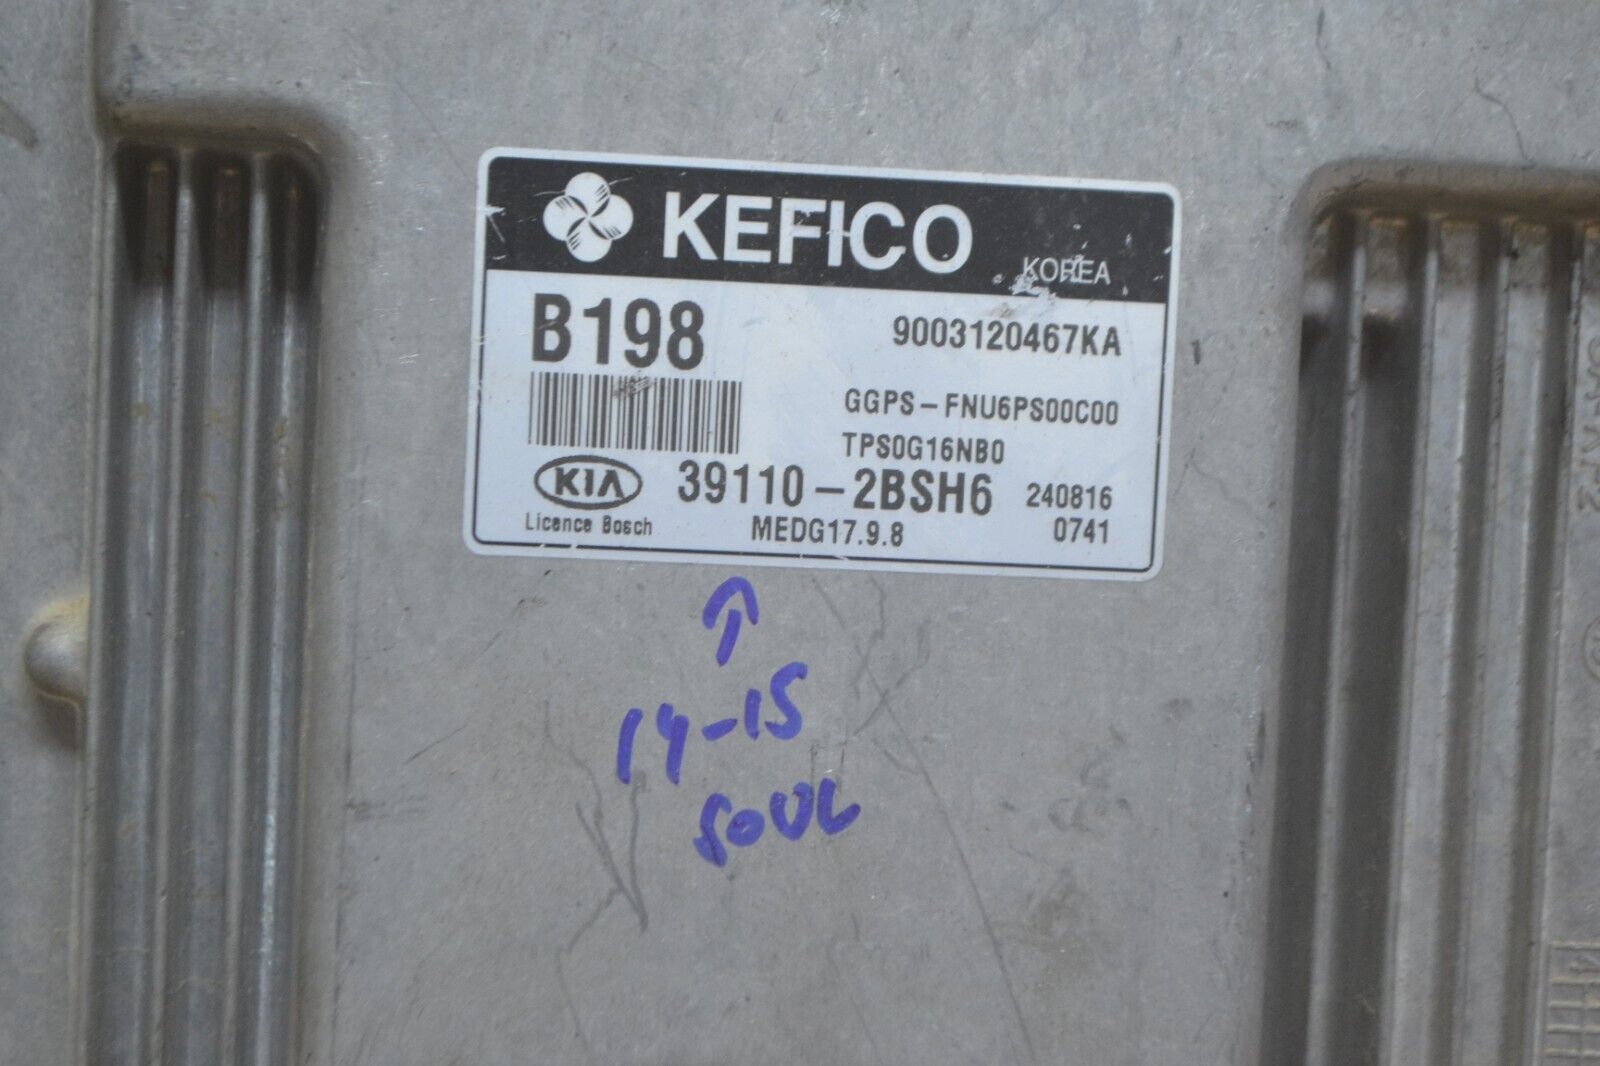 KEFICO KOREA
B198 9003120467KA
GGPS-FNU6PS00C00
TPS0G16NB0
KIA 39110-2BSH6 240816
Licence Bosch MEDG17.9.8 0741
14-15
SOUL